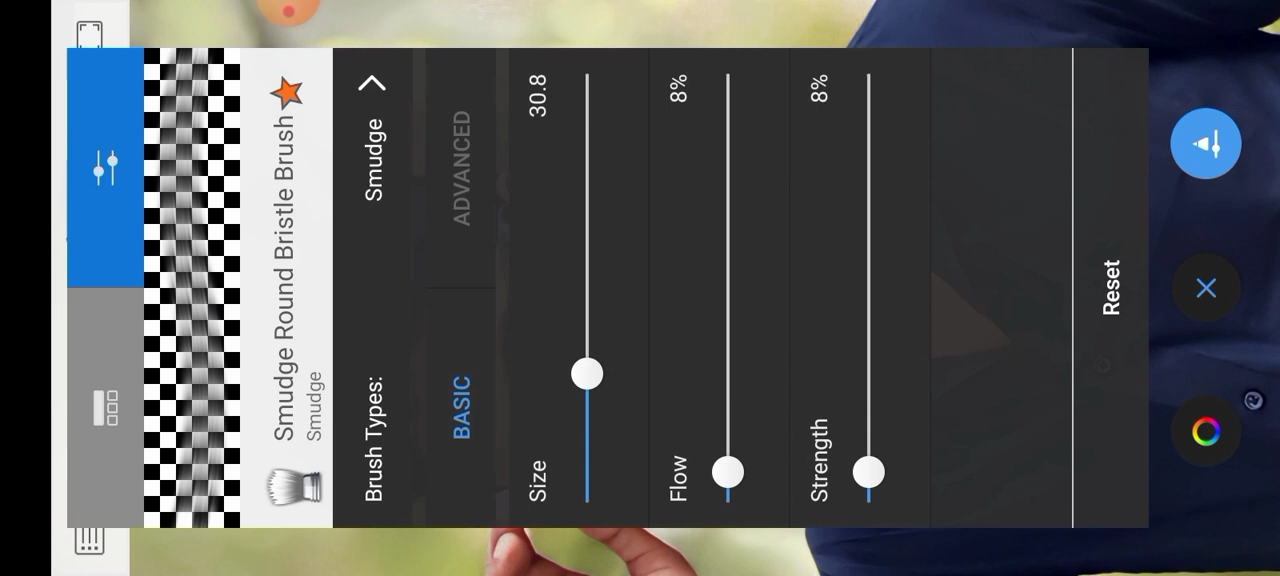 Smudge Round Bristle Brush
Smudge
Brush Types: Smudge
BASIC ADVANCED
Size 30.8
Flow 8%
Strength 8%
Reset